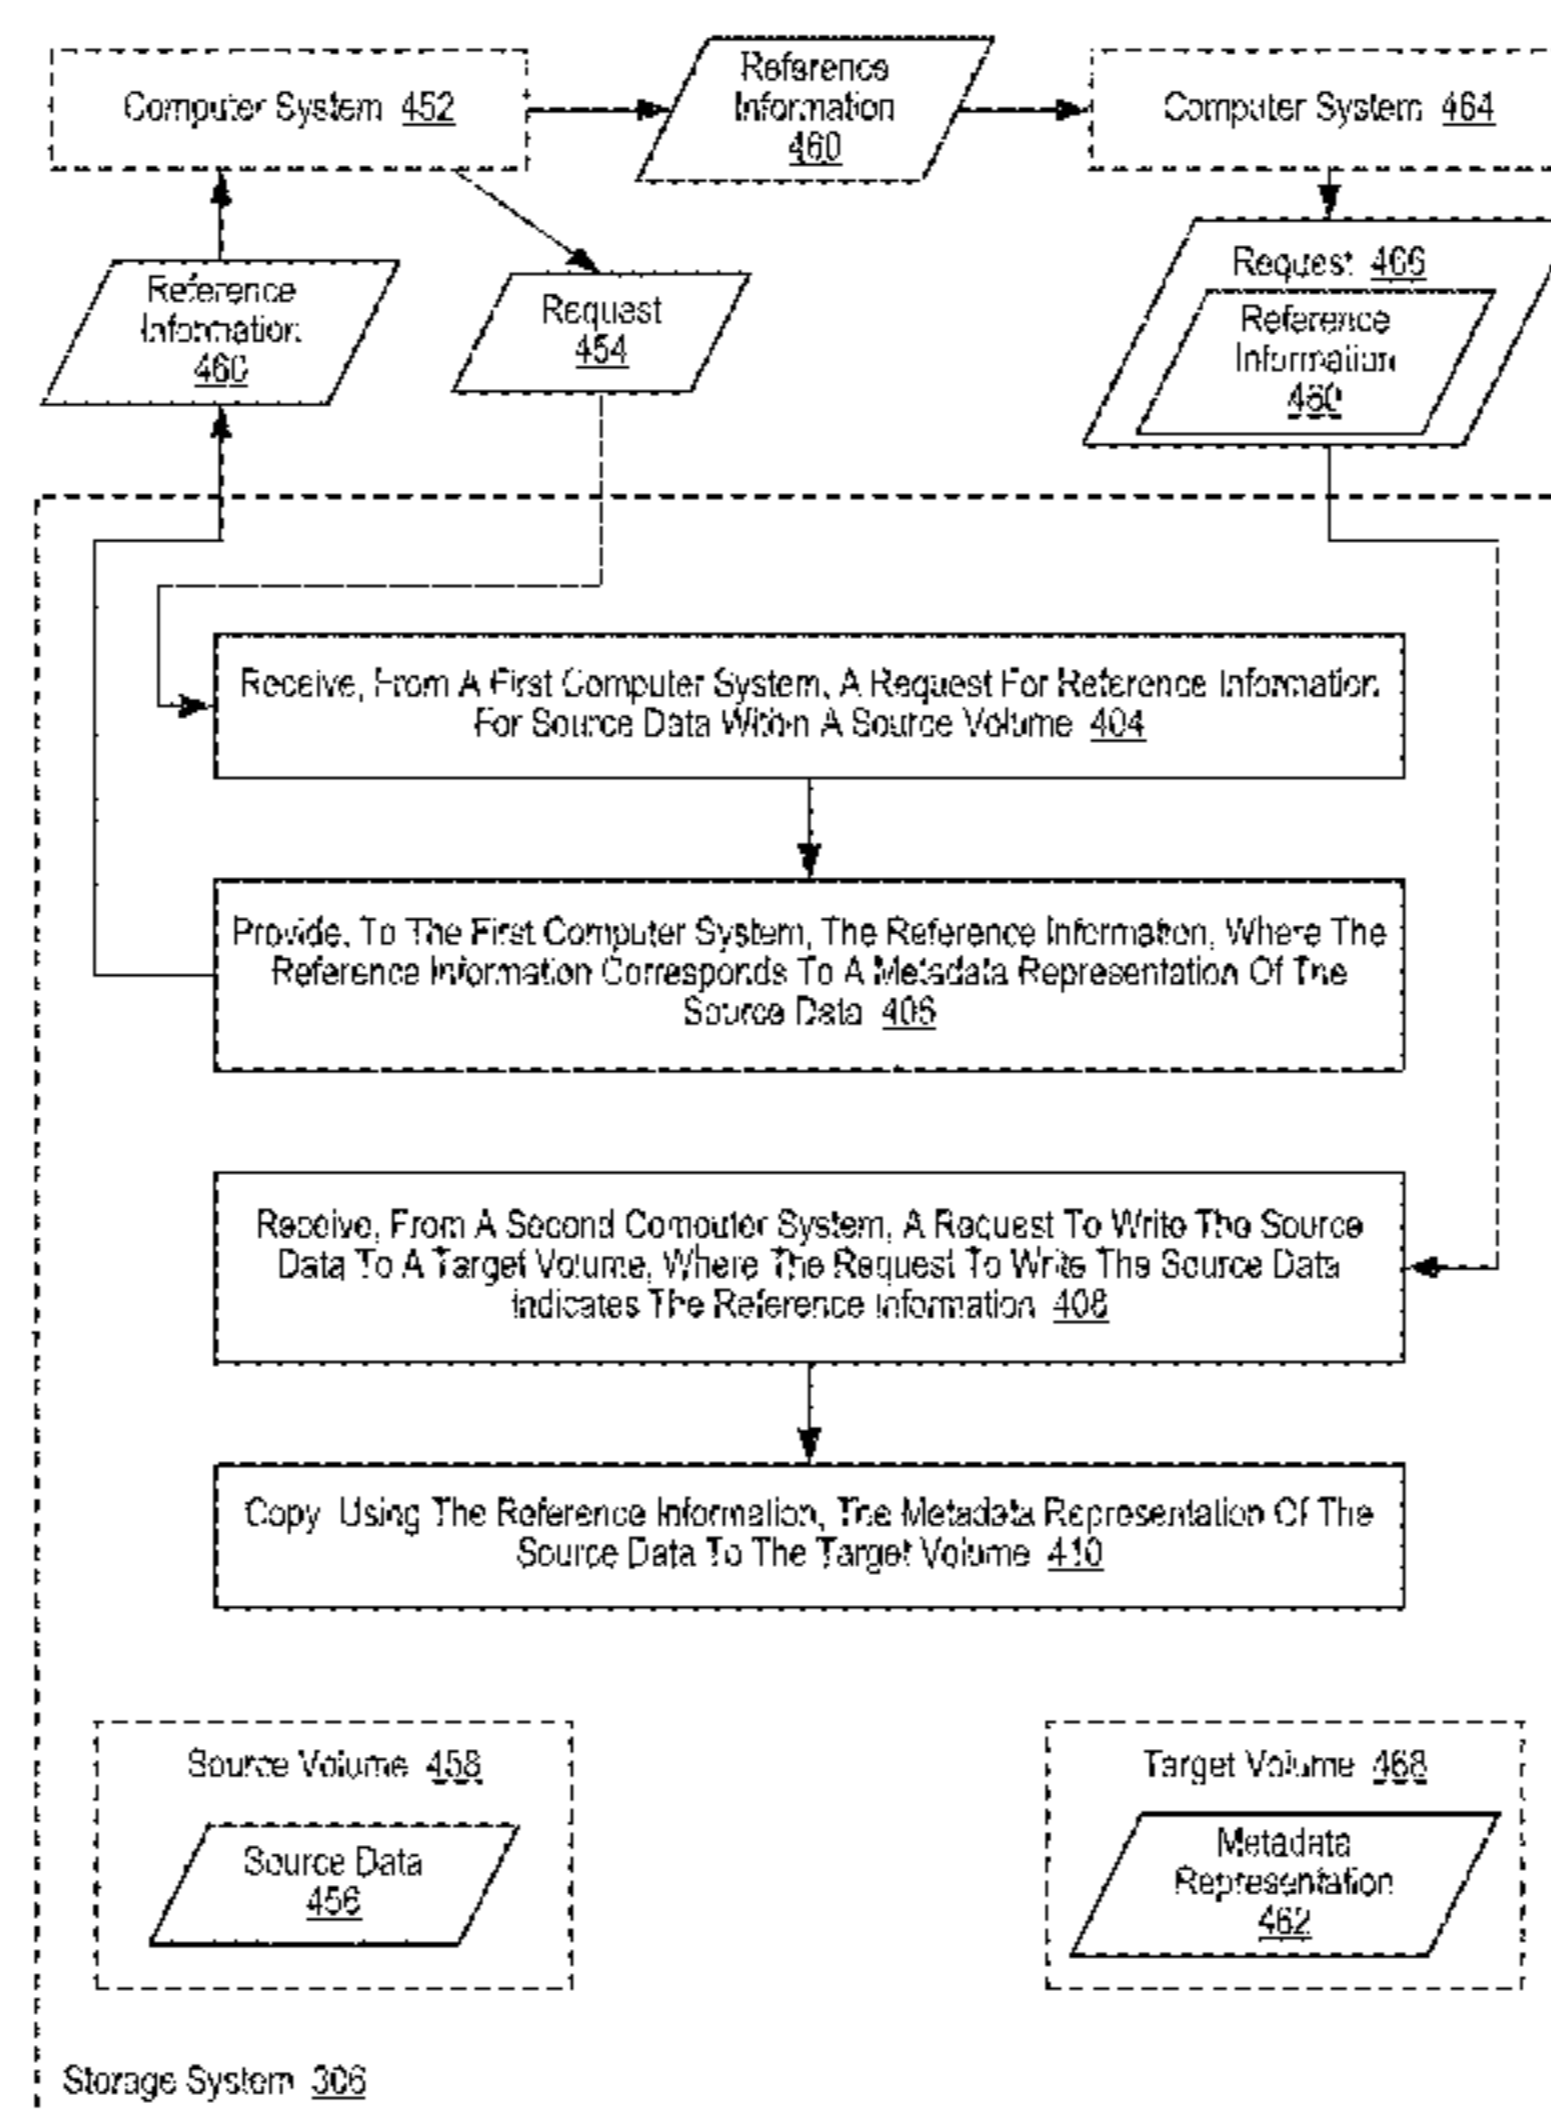 Computer System 452
Reference
Information
460
Computer System 464
Reference
Information
460
Request
454
Request 466
Reference
Information
460
Receive, From A First Computer System, A Request For Reference Information
For Source Data Within A Source Volume 404
Provide, To The First Computer System, The Reference Information, Where The
Reference Information Corresponds To A Metadata Representation Of The
Source Data 406
Receive, From A Second Computer System, A Request To Write The Source
Data To A Target Volume, Where The Request To Write The Source Data
Indicates The Reference Information 408
Copy, Using The Reference Information, The Metadata Representation Of The
Source Data To The Target Volume 410
Source Volume 458
Source Data
456
Target Volume 468
Metadata
Representation
462
Storage System 306